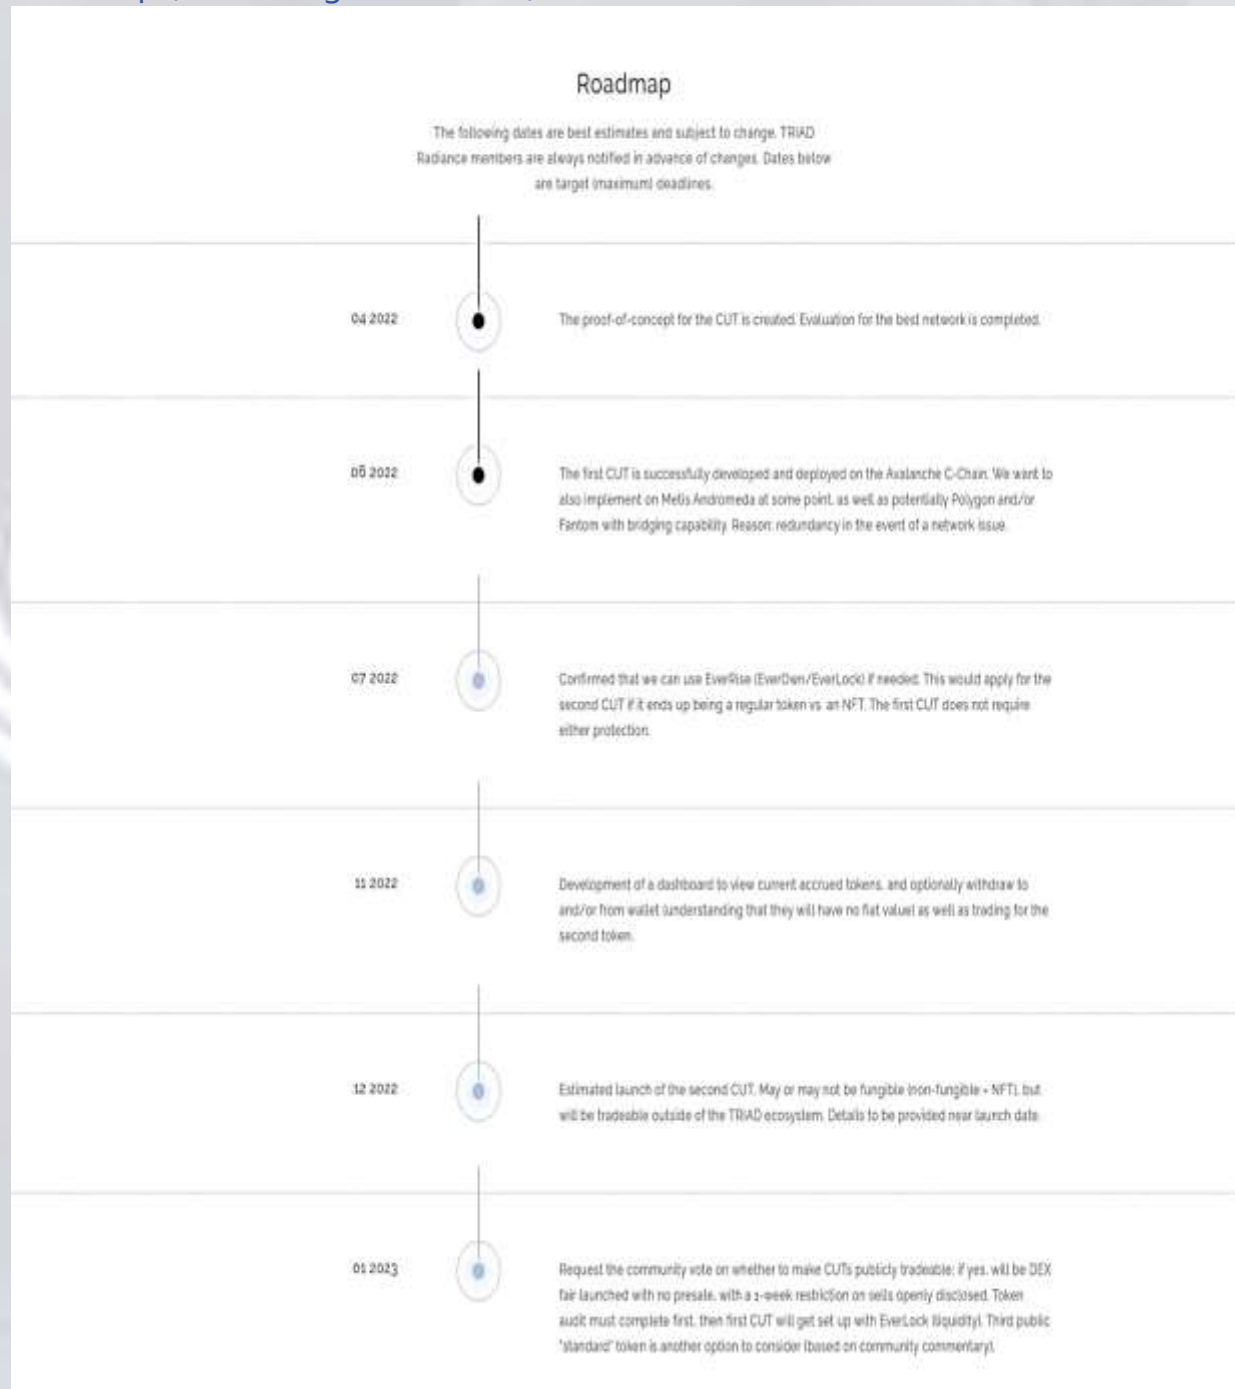 Roadmap
The following dates are best estimates and subject to change. TRIAD
Radiance members are always notified in advance of changes. Dates below
are target (maximum) deadlines.
04 2022
The proof-of-concept for the CUT is created. Evaluation for the best network is completed.
06 2022
The first CUT is successfully developed and deployed on the Avalanche C-Chain. We want to
also implement on Metis Andromeda at some point, as well as potentially Polygon and/or
Fantom with bridging capability. Reason: redundancy in the event of a network issue.
07 2022
Confirmed that we can use EverRise (EverOwn/EverLock) if needed. This would apply for the
second CUT if it ends up being a regular token vs. an NFT. The first CUT does not require
either protection.
11 2022
Development of a dashboard to view current accrued tokens, and optionally withdraw to
and/or from wallet (understanding that they will have no fiat value) as well as trading for the
second token.
12 2022
Estimated launch of the second CUT. May or may not be fungible (non-fungible = NFT), but
will be tradeable outside of the TRIAD ecosystem. Details to be provided near launch date.
01 2023
Request the community vote on whether to make CUTs publicly tradeable; if yes, will be DEX
fair launched with no presale, with a 1-week restriction on sells openly disclosed. Token
audit must complete first, then first CUT will get set up with EverLock (liquidity). Third public
"standard" token is another option to consider (based on community commentary).